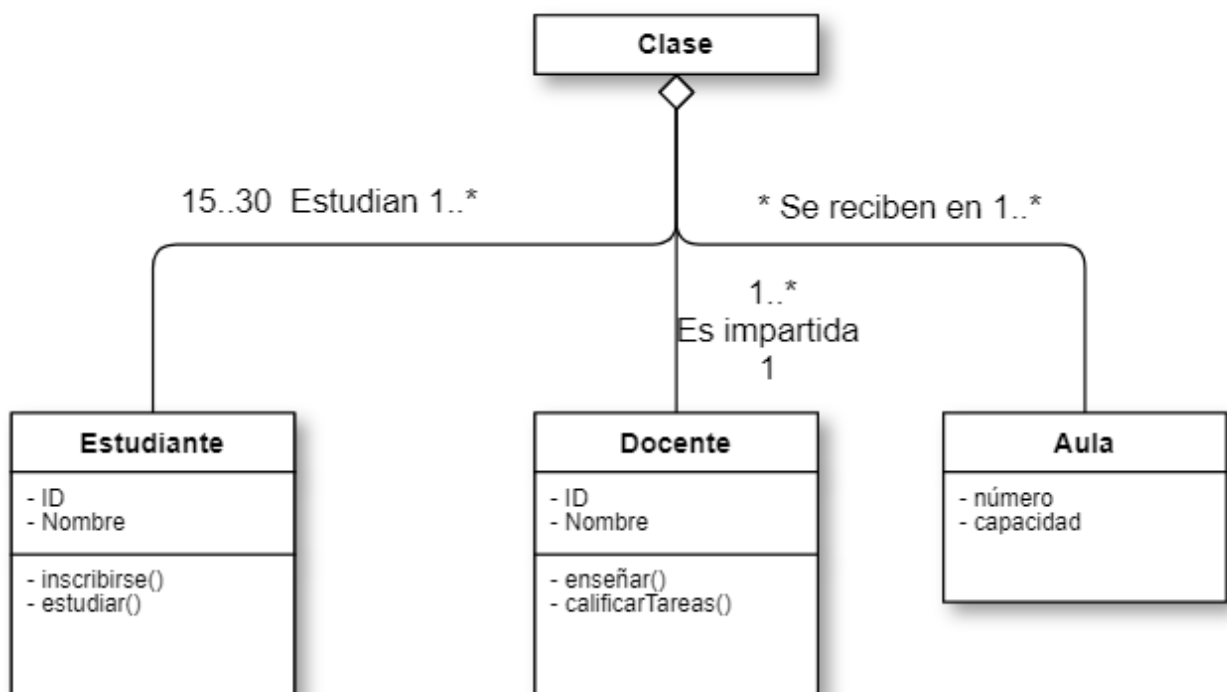 Clase
15..30 Estudian 1..*
* Se reciben en 1..*
1..*
Es impartida
1
Estudiante
- ID
- Nombre
- inscribirse()
- estudiar()
Docente
- ID
- Nombre
- enseñar()
- calificarTareas()
Aula
- número
- capacidad